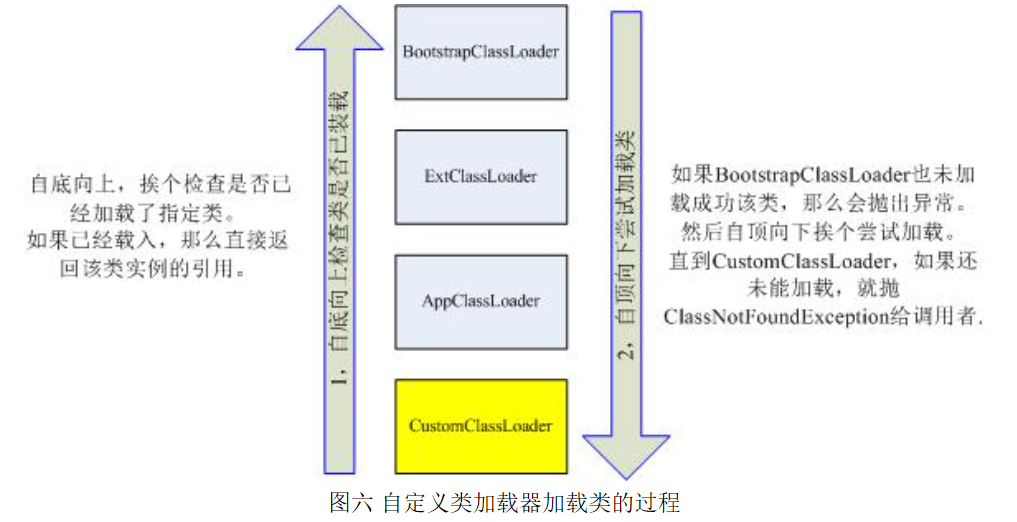 BootstrapClassLoader
ExtClassLoader
AppClassLoader
CustomClassLoader
1，自底向上检查类是否已装载
2，自顶向下尝试加载类
自底向上，挨个检查是否已
经加载了指定类。
如果已经载入，那么直接返
回该类实例的引用。
如果BootstrapClassLoader也未加
载成功该类，那么会抛出异常。
然后自顶向下挨个尝试加载。
直到CustomClassLoader，如果还
未能加载，就抛
ClassNotFoundException给调用者.
图六 自定义类加载器加载类的过程